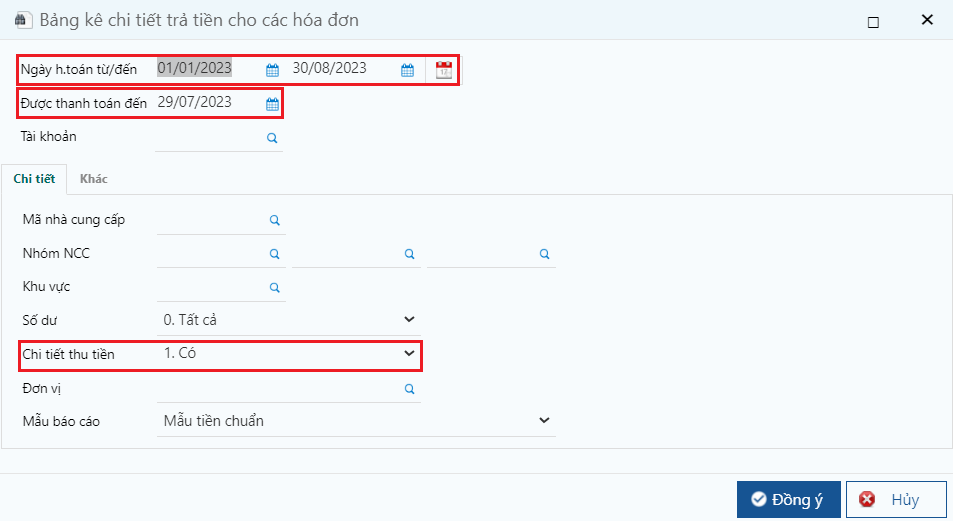 Bảng kê chi tiết trả tiền cho các hóa đơn
Ngày h.toán từ/đến 01/01/2023 30/08/2023
Được thanh toán đến 29/07/2023
Tài khoản
Chi tiết Khác
Mã nhà cung cấp
Nhóm NCC
Khu vực
Số dư 0. Tất cả
Chi tiết thu tiền 1. Có
Đơn vị
Mẫu báo cáo Mẫu tiền chuẩn
Đồng ý Hủy